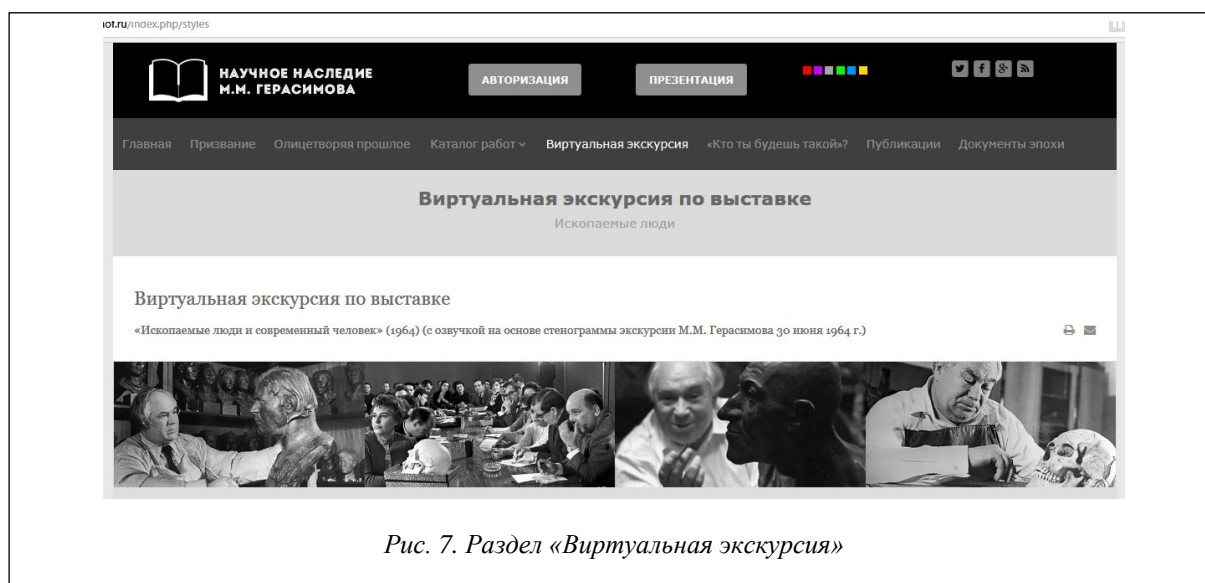 not.ru/index.php/styles
НАУЧНОЕ НАСЛЕДИЕ
М.М. ГЕРАСИМОВА
АВТОРИЗАЦИЯ
ПРЕЗЕНТАЦИЯ
Главная Призвание Олицетворяя прошлое Каталог работ Виртуальная экскурсия «Кто ты будешь такой»? Публикации Документы эпохи
Виртуальная экскурсия по выставке
Ископаемые люди
Виртуальная экскурсия по выставке
«Ископаемые люди и современный человек» (1964) (с озвучкой на основе стенограммы экскурсии М.М. Герасимова 30 июня 1964 г.)
Рис. 7. Раздел «Виртуальная экскурсия»